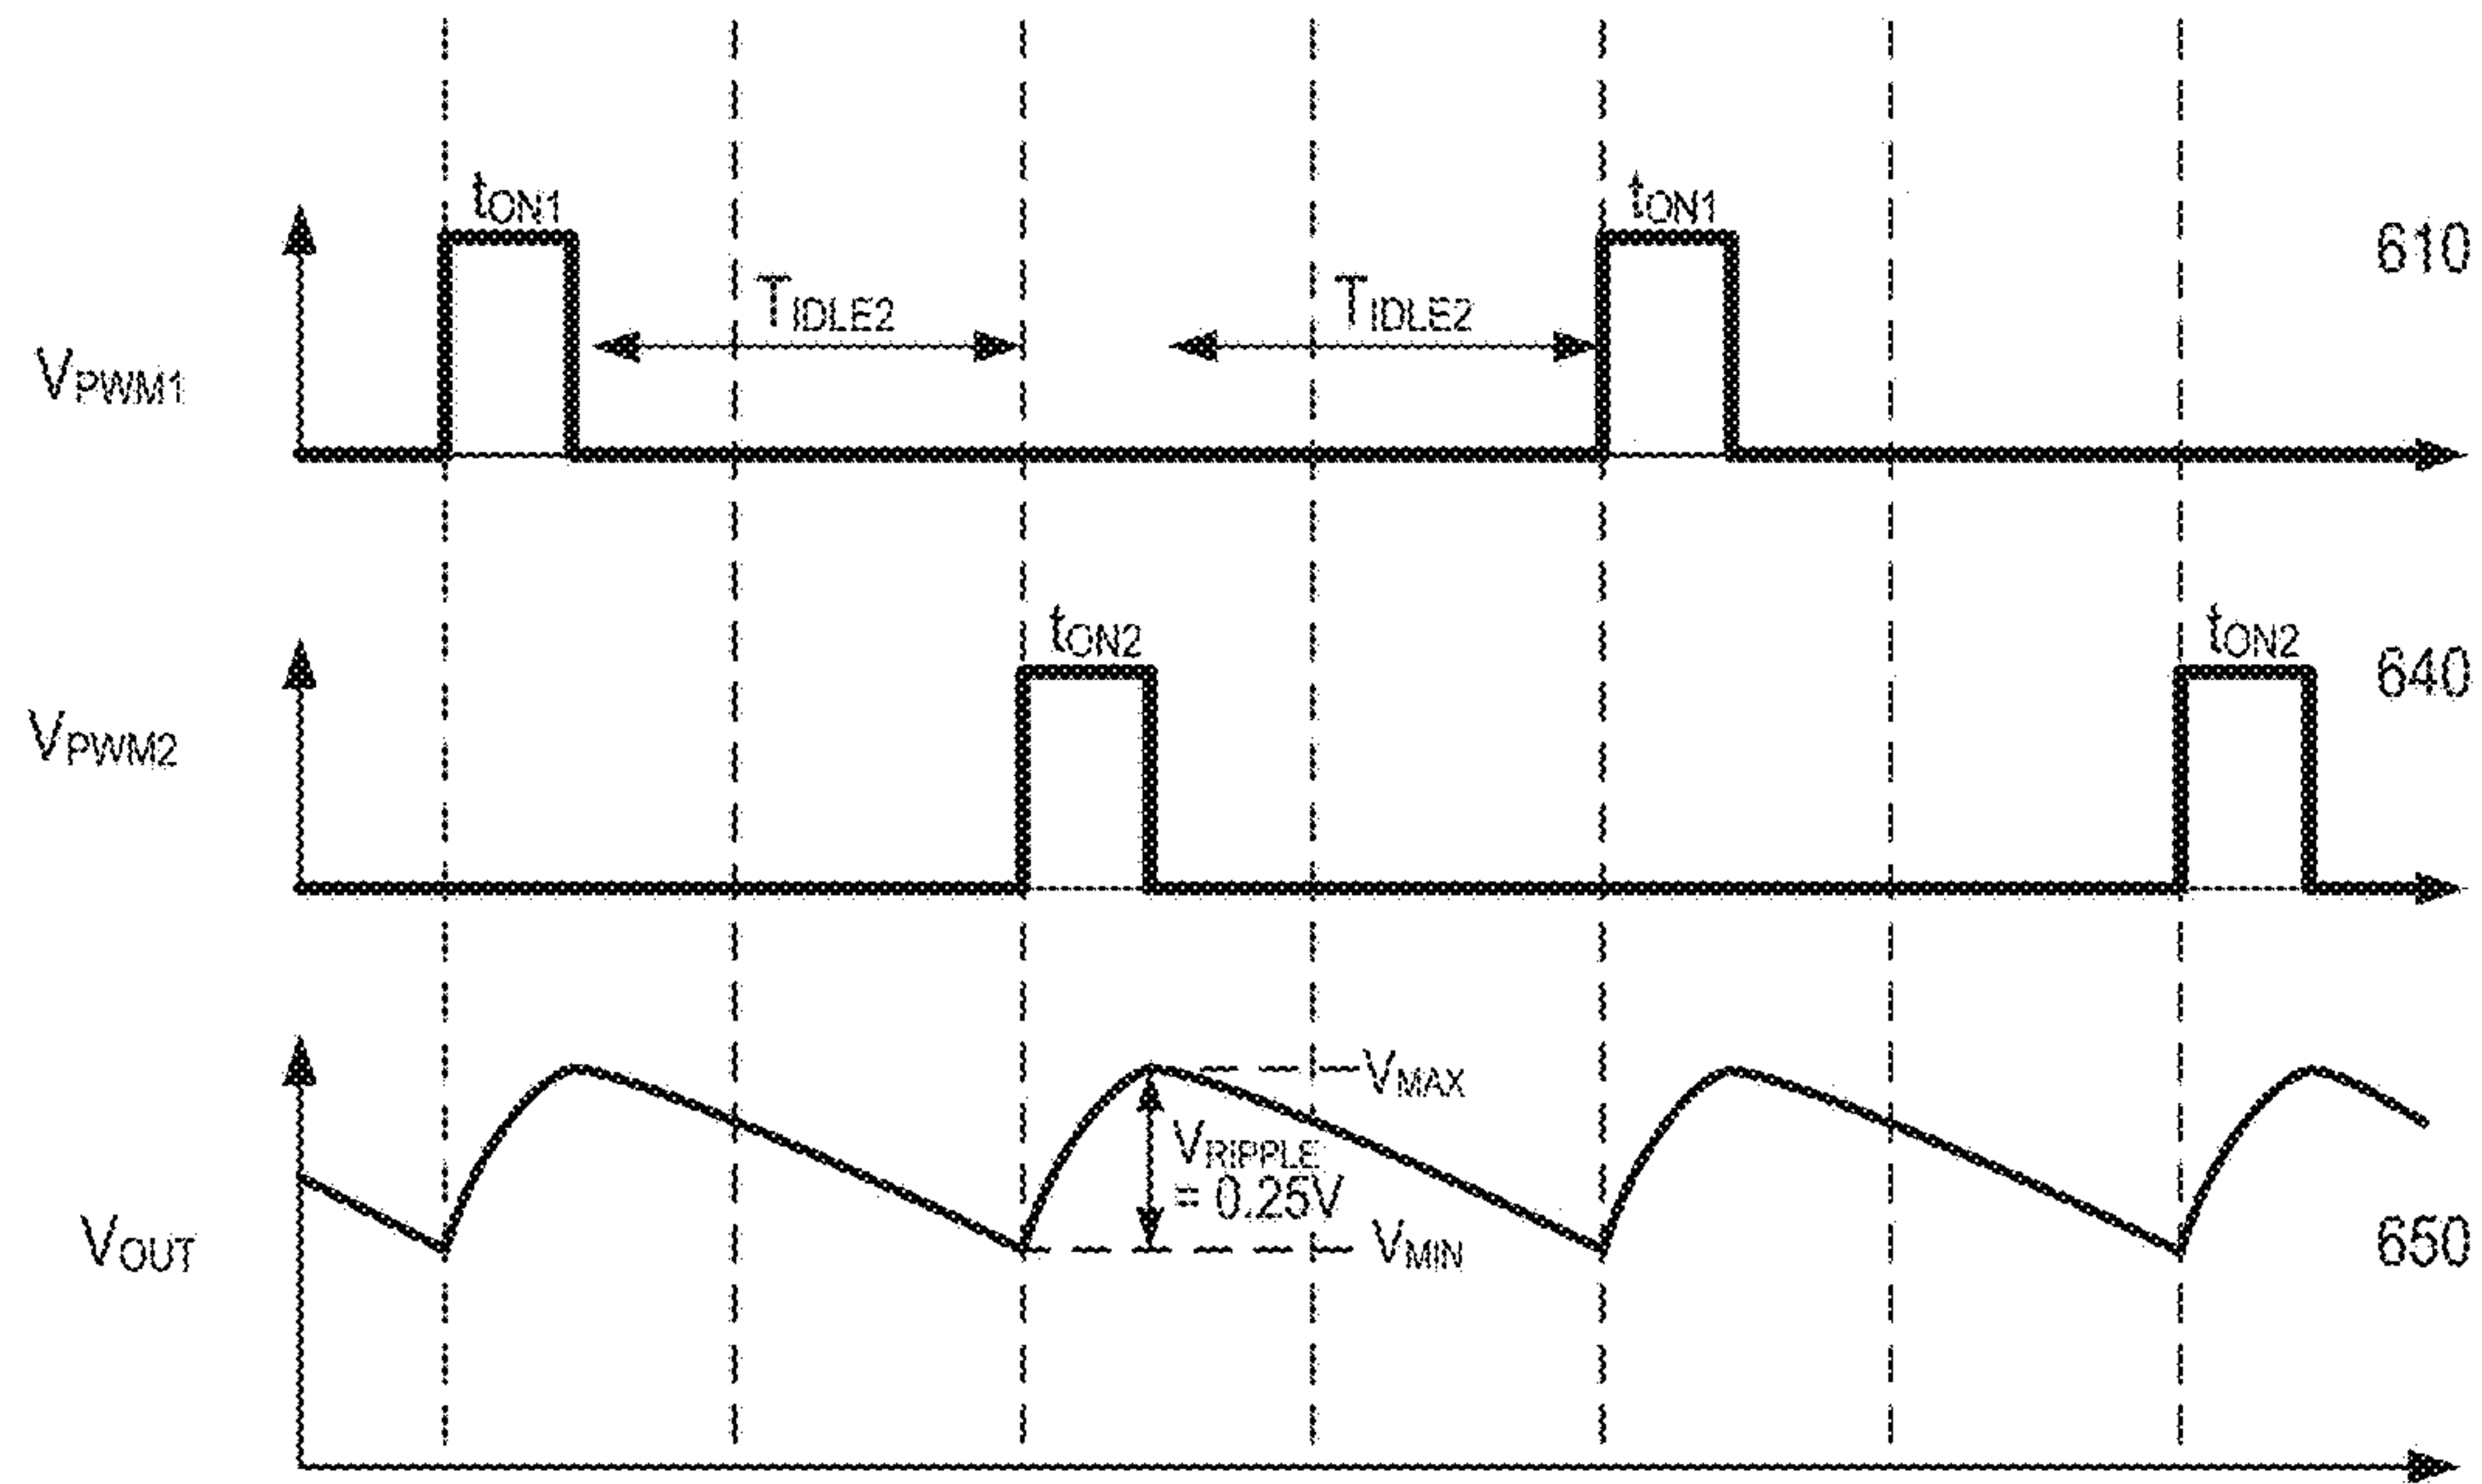 tON1 tON1
610
TIDLE2 TIDLE2
VPWM1
tON2 tON2
640
VPWM2
VMAX
VRIPPLE
= 0.25V
VOUT
VMIN
650